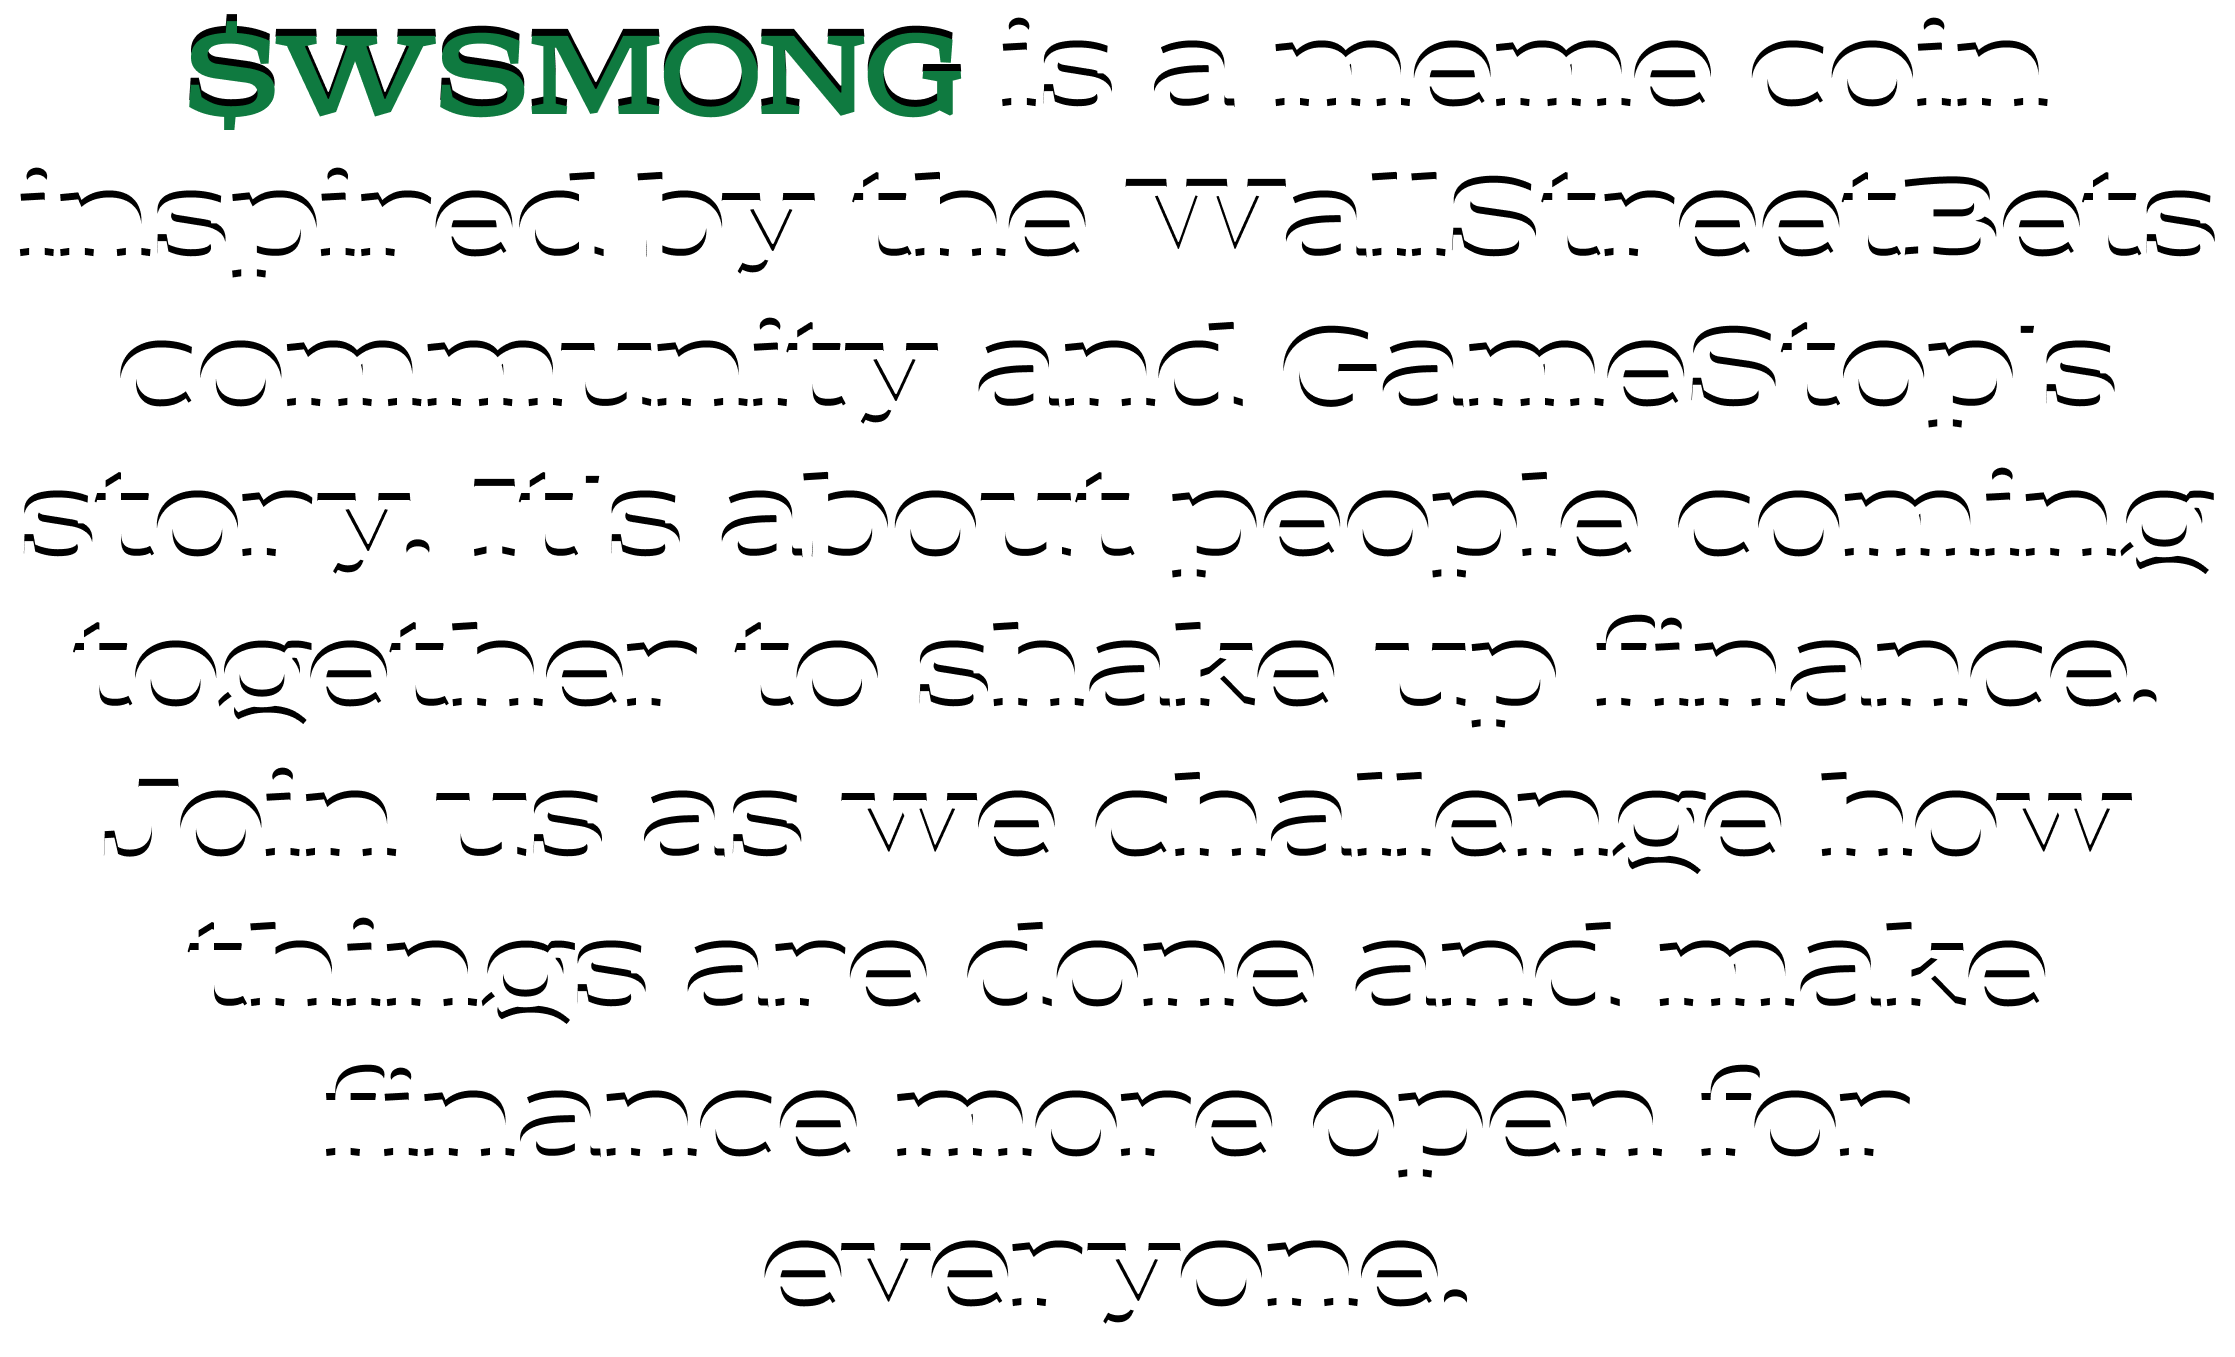 $WSMONG is a meme coin
inspired by the WallStreetBets
community and GameStop's
story. It's about people coming
together to shake up finance.
Join us as we challenge how
things are done and make
finance more open for
everyone.